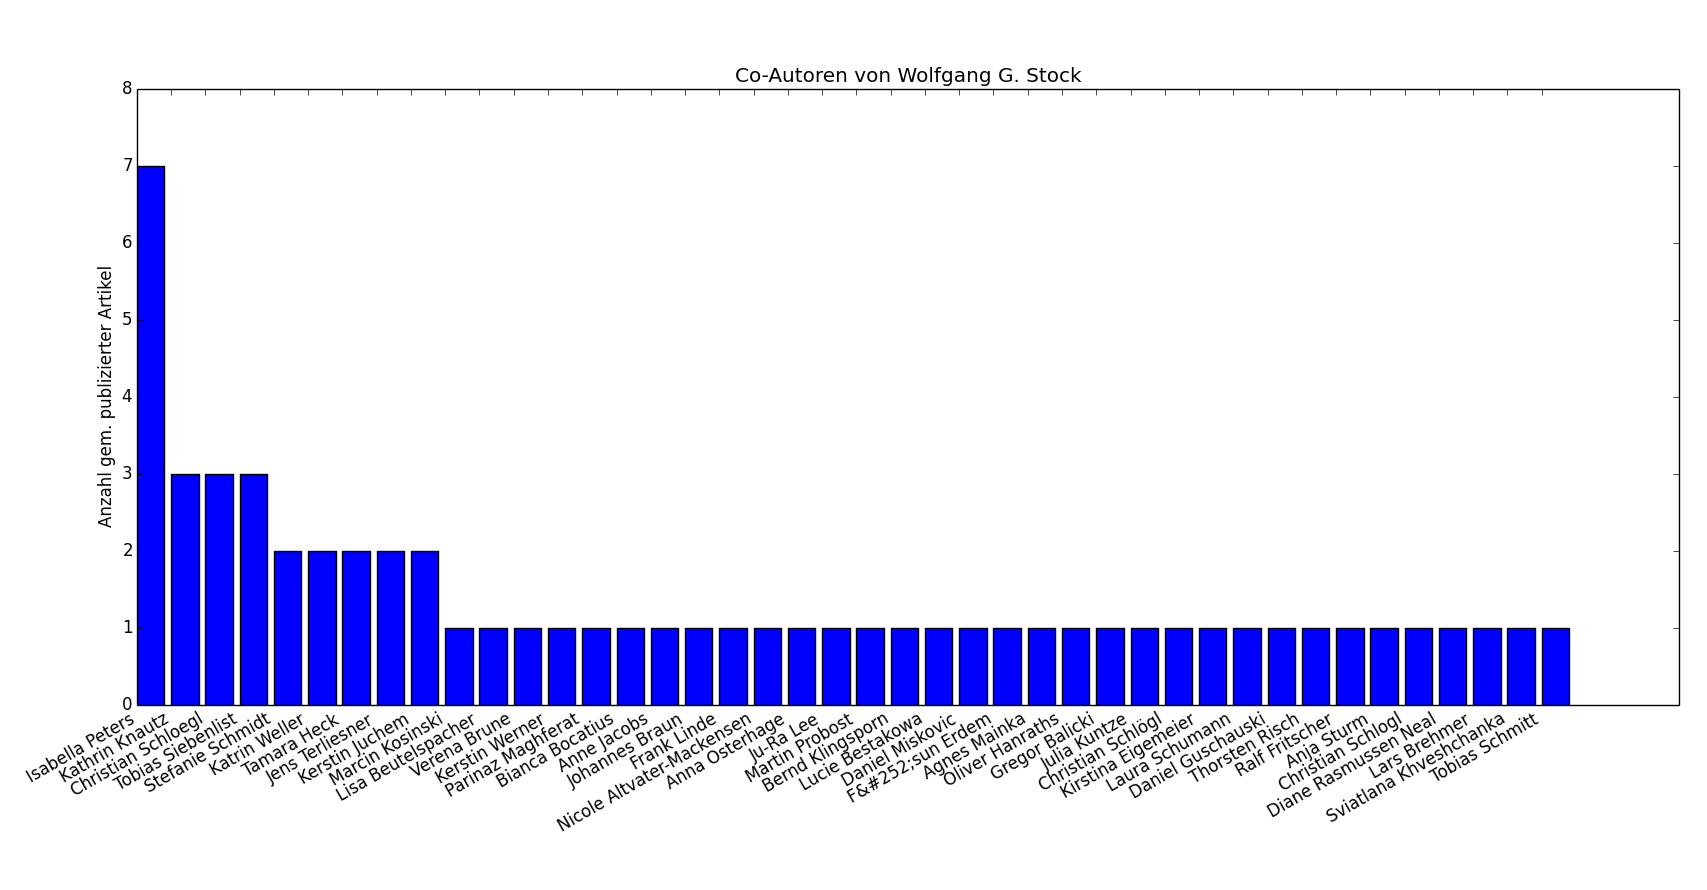 Co-Autoren von Wolfgang G. Stock
Anzahl gem. publizierter Artikel
8
7
6
5
4
3
2
1
0
Isabella Peters
Kathrin Knautz
Christian Schloegl
Tobias Siebenlist
Stefanie Schmidt
Katrin Weller
Tamara Heck
Jens Terliesner
Kerstin Juchem
Marcin Kosinski
Lisa Beutelspacher
Verena Brune
Kerstin Werner
Parinaz Maghferat
Bianca Bocatius
Anne Jacobs
Johannes Braun
Frank Linde
Nicole Altvater-Mackensen
Anna Osterhage
Ju-Ra Lee
Martin Probost
Bernd Klingsporn
Lucie Bestakowa
Daniel Miskovic
F&#252;sun Erdem
Agnes Mainka
Oliver Hanraths
Gregor Balicki
Julia Kuntze
Christian Schlögl
Kirstina Eigemeier
Laura Schumann
Daniel Guschauski
Thorsten Risch
Ralf Fritscher
Anja Sturm
Christian Schlogl
Diane Rasmussen Neal
Lars Brehmer
Sviatlana Khveshchanka
Tobias Schmitt